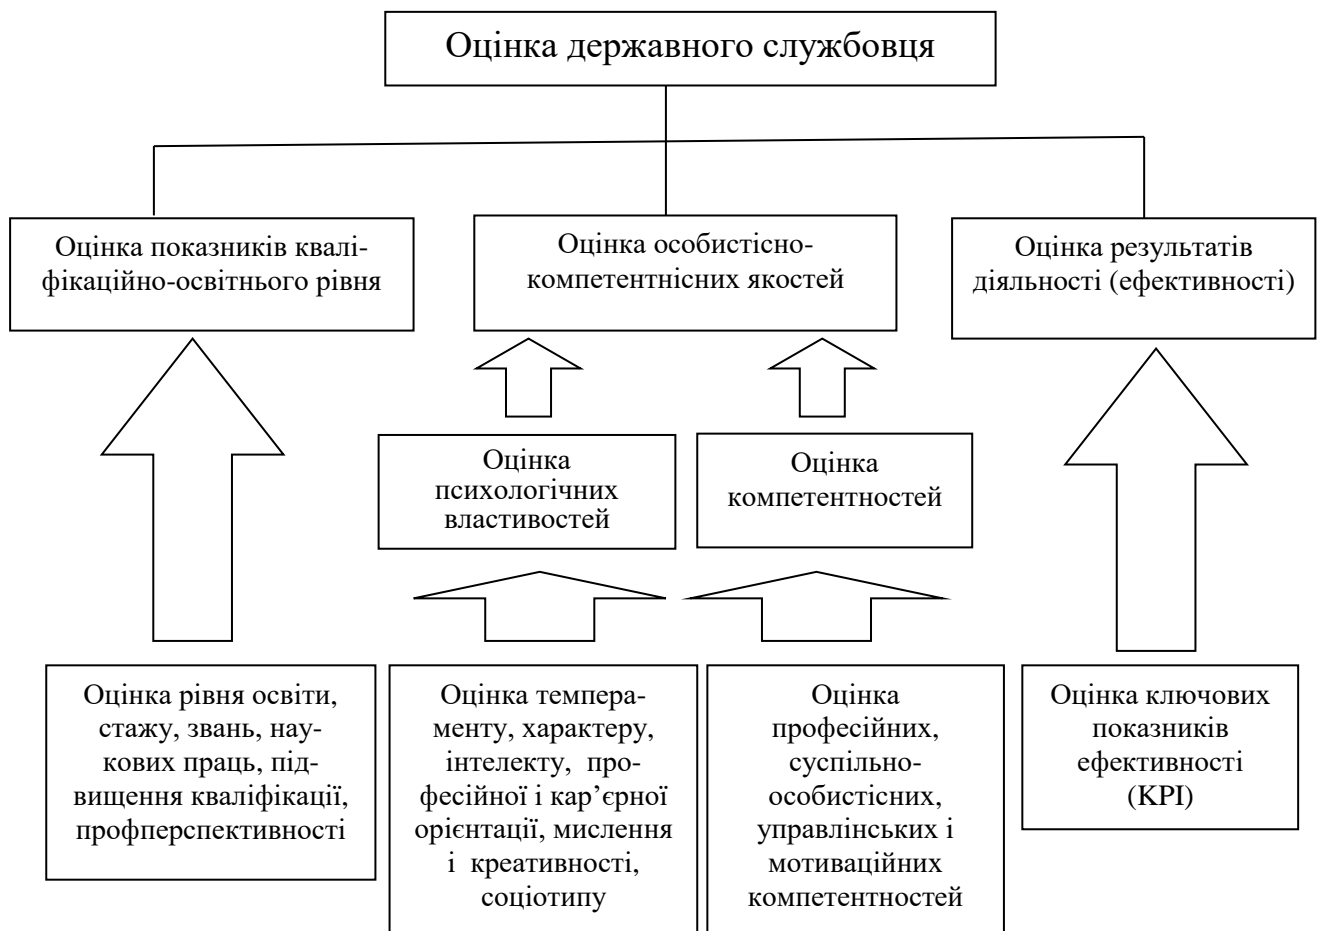 Оцінка державного службовця
Оцінка показників квалі-
фікаційно-освітнього рівня
Оцінка особистісно-
компетентнісних якостей
Оцінка результатів
діяльності (ефективності)
Оцінка
психологічних
властивостей
Оцінка
компетентностей
Оцінка рівня освіти,
стажу, звань, нау-
кових праць, під-
вищення кваліфікації,
профперспективності
Оцінка темпера-
менту, характеру,
інтелекту, про-
фесійної і кар’єрної
орієнтації, мислення
і креативності,
соціотипу
Оцінка
професійних,
суспільно-
особистісних,
управлінських і
мотиваційних
компетентностей
Оцінка ключових
показників
ефективності
(KPI)